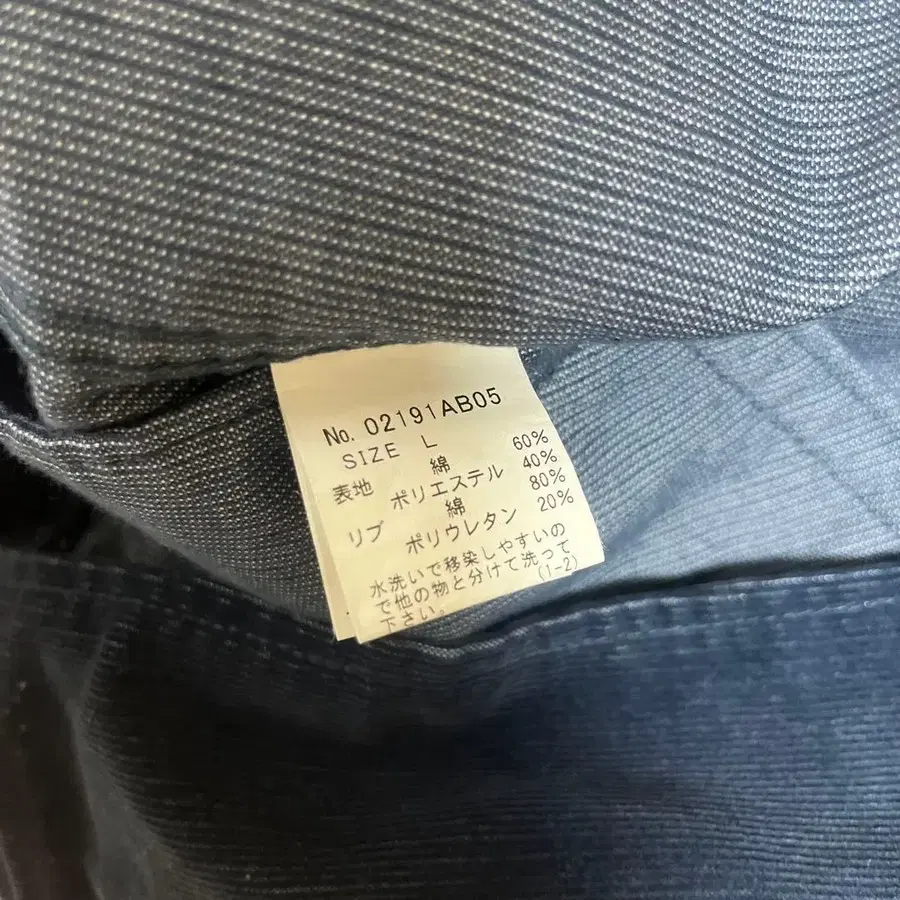 No. 02191AB05
SIZE L
表地 綿 60%
ポリエステル 40%
リブ 綿 80%
ポリウレタン 20%
水洗いで移染しやすいの
で他の物と分けて洗って
下さい。 (1-2)